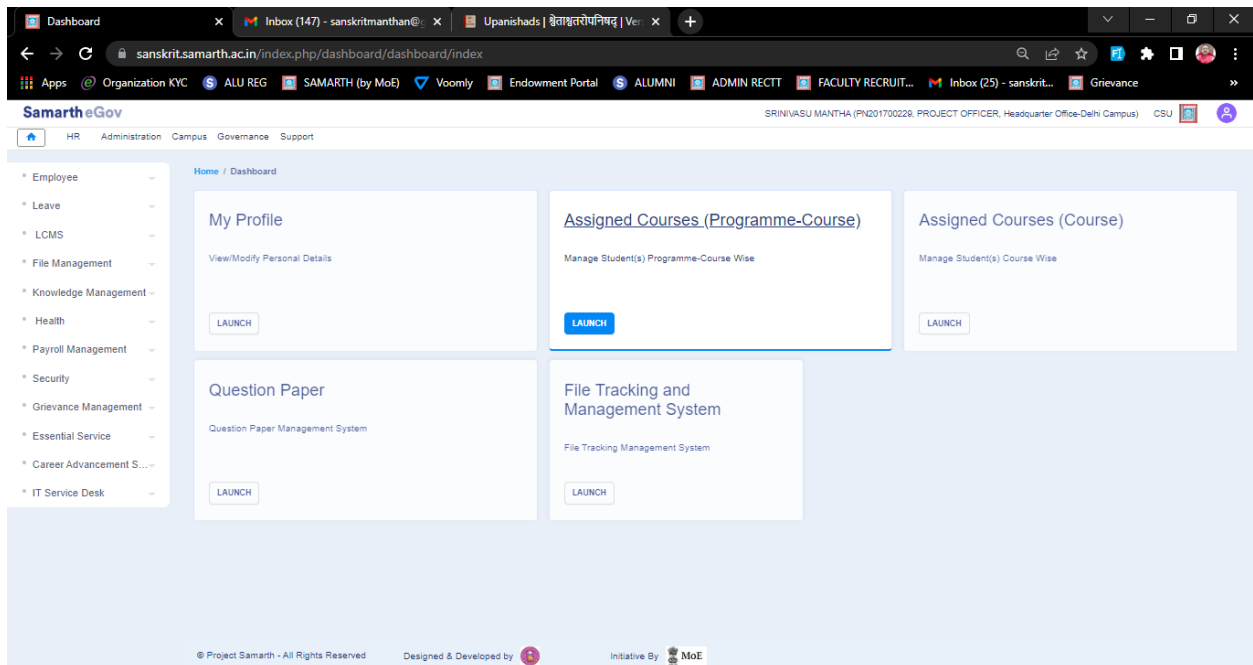 Dashboard
Inbox (147) - sanskritmanthan@g
Upanishads | श्वेताश्वतरोपनिषद् | Ver
sanskrit.samarth.ac.in/index.php/dashboard/dashboard/index
Apps Organization KYC ALU REG SAMARTH (by MoE) Voomly Endowment Portal ALUMNI ADMIN RECTT FACULTY RECRUIT... Inbox (25) - sanskrit... Grievance »
Samarth eGov
SRINIVASU MANTHA (PN201700229, PROJECT OFFICER, Headquarter Office-Delhi Campus) CSU
HR Administration Campus Governance Support
Employee
Leave
LCMS
File Management
Knowledge Management
Health
Payroll Management
Security
Grievance Management
Essential Service
Career Advancement S...
IT Service Desk
Home / Dashboard
My Profile
View/Modify Personal Details
LAUNCH
Assigned Courses (Programme-Course)
Manage Student(s) Programme-Course Wise
LAUNCH
Assigned Courses (Course)
Manage Student(s) Course Wise
LAUNCH
Question Paper
Question Paper Management System
LAUNCH
File Tracking and
Management System
File Tracking Management System
LAUNCH
© Project Samarth - All Rights Reserved Designed & Developed by Initiative By MoE